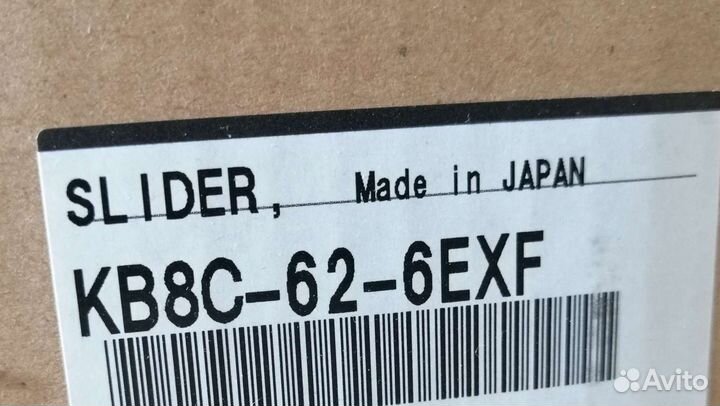 SLIDER, Made in JAPAN
KB8C-62-6EXF
Avito